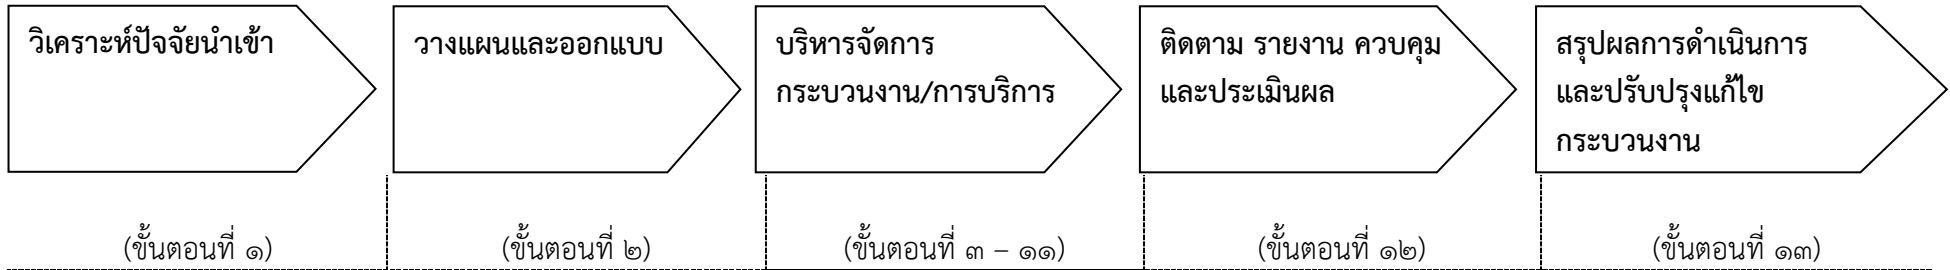 วิเคราะห์ปัจจัยนำเข้า
วางแผนและออกแบบ
บริหารจัดการ
กระบวนงาน/การบริการ
ติดตาม รายงาน ควบคุม
และประเมินผล
สรุปผลการดำเนินการ
และปรับปรุงแก้ไข
กระบวนงาน
(ขั้นตอนที่ ๑)
(ขั้นตอนที่ ๒)
(ขั้นตอนที่ ๓ – ๑๑)
(ขั้นตอนที่ ๑๒)
(ขั้นตอนที่ ๑๓)